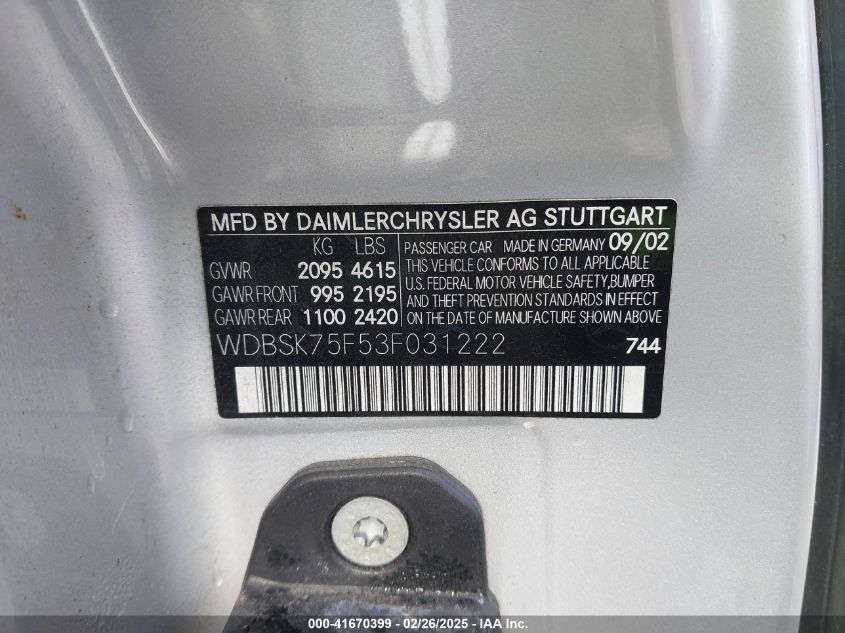 MFD BY DAIMLERCHRYSLER AG STUTTGART
KG LBS
GVWR 2095 4615
GAWR FRONT 995 2195
GAWR REAR 1100 2420
PASSENGER CAR MADE IN GERMANY 09/02
THIS VEHICLE CONFORMS TO ALL APPLICABLE
U.S. FEDERAL MOTOR VEHICLE SAFETY,BUMPER
AND THEFT PREVENTION STANDARDS IN EFFECT
ON THE DATE OF MANUFACTURE SHOWN ABOVE
WDBSK75F53F031222 744
000-41670399 - 02/26/2025 - IAA Inc.